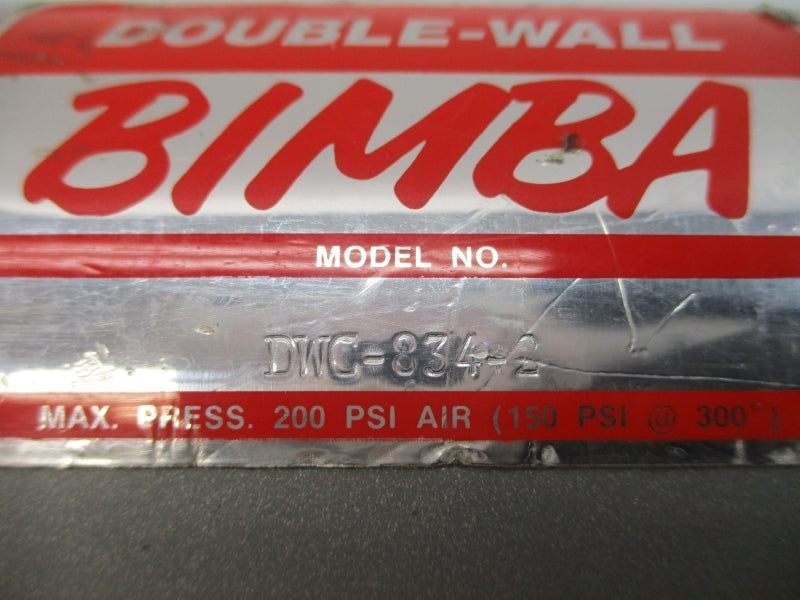 DOUBLE-WALL
BIMBA
MODEL NO.
DWC-834-2
MAX. PRESS. 200 PSI AIR (150 PSI @ 300°)